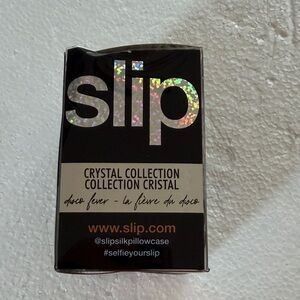 slip
CRYSTAL COLLECTION
COLLECTION CRISTAL
disco fever - la fièvre du disco
www.slip.com
@slipsilkpillowcase
#selfieyourslip